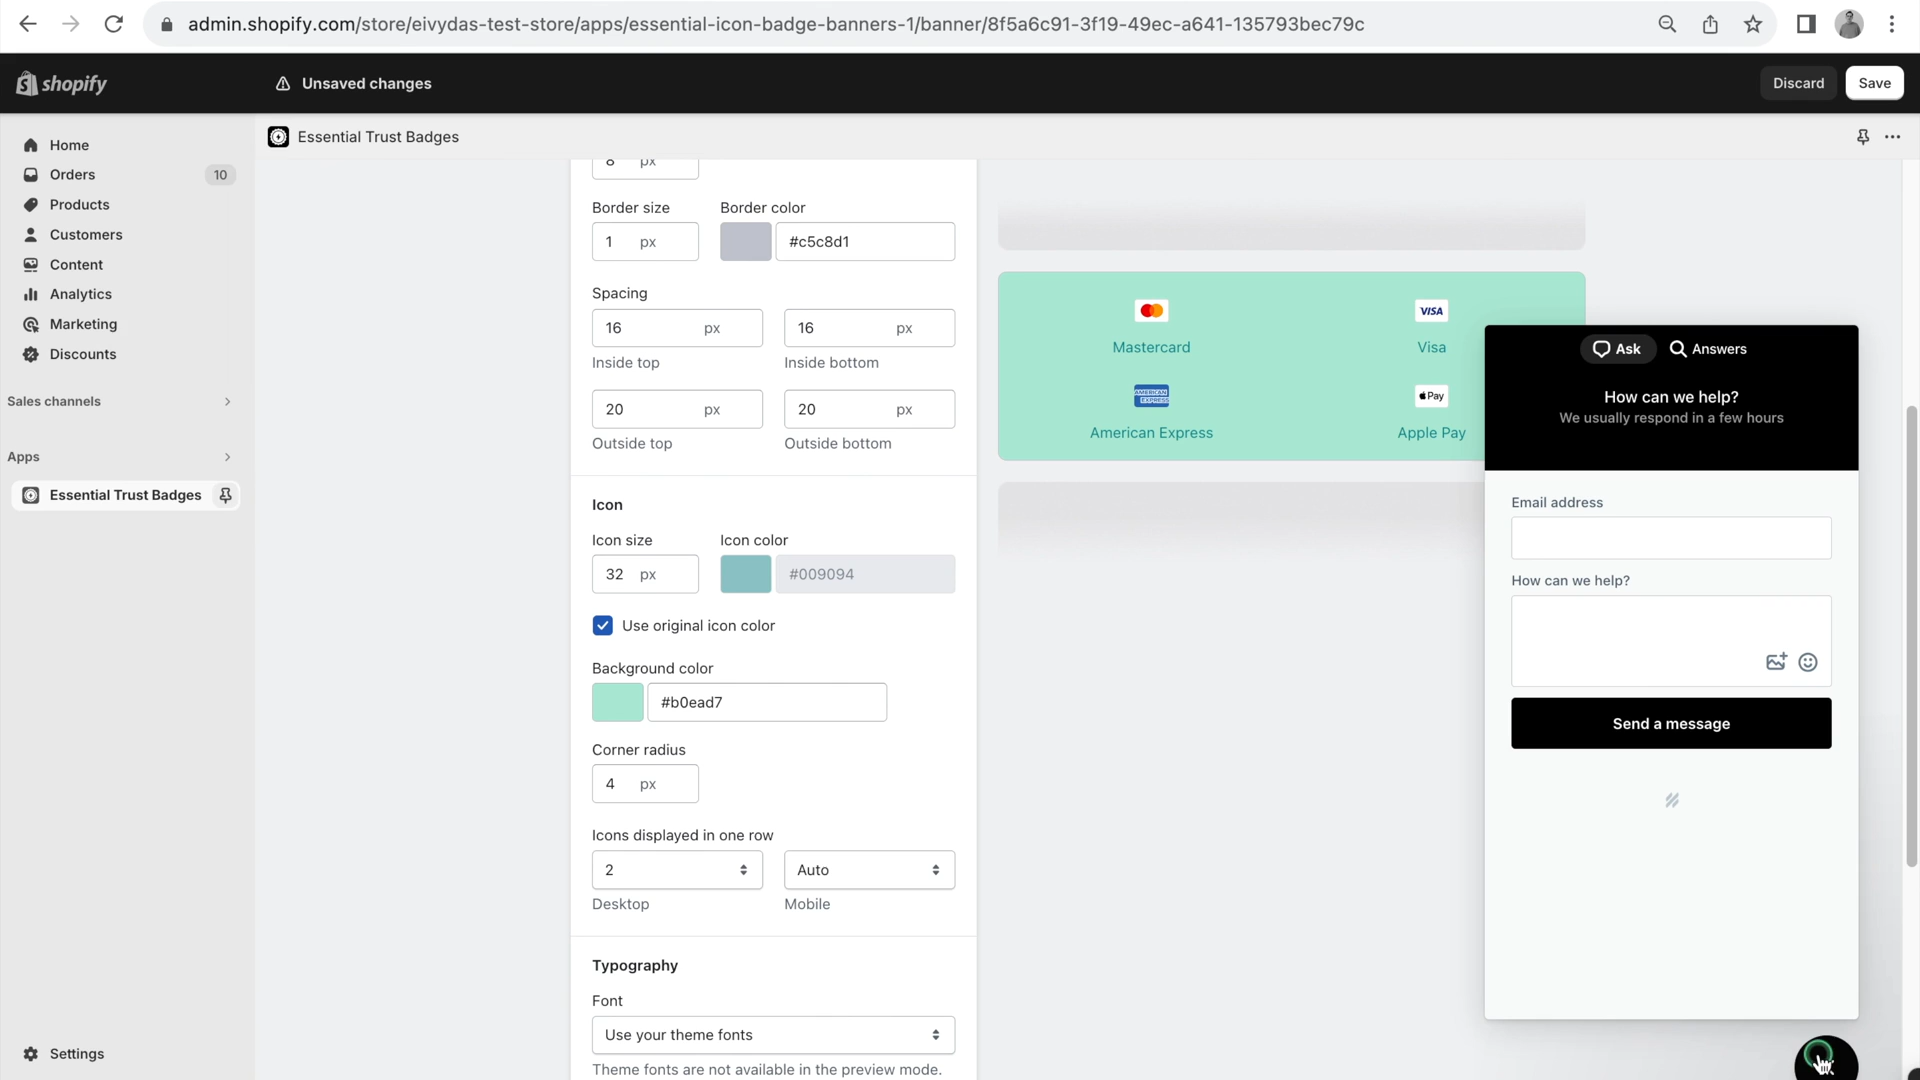 admin.shopify.com/store/eivydas-test-store/apps/essential-icon-badge-banners-1/banner/8f5a6c91-3f19-49ec-a641-135793bec79c
shopify
Unsaved changes
Discard
Save
Home
Orders 10
Products
Customers
Content
Analytics
Marketing
Discounts
Sales channels
Apps
Essential Trust Badges
Settings
Essential Trust Badges
8 px
Border size Border color
1 px #c5c8d1
Spacing
16 px 16 px
Inside top Inside bottom
20 px 20 px
Outside top Outside bottom
Icon
Icon size Icon color
32 px #009094
Use original icon color
Background color
#b0ead7
Corner radius
4 px
Icons displayed in one row
2 Auto
Desktop Mobile
Typography
Font
Use your theme fonts
Theme fonts are not available in the preview mode.
VISA
Mastercard Visa
AMERICAN EXPRESS
Pay
American Express Apple Pay
Ask Answers
How can we help?
We usually respond in a few hours
Email address
How can we help?
Send a message